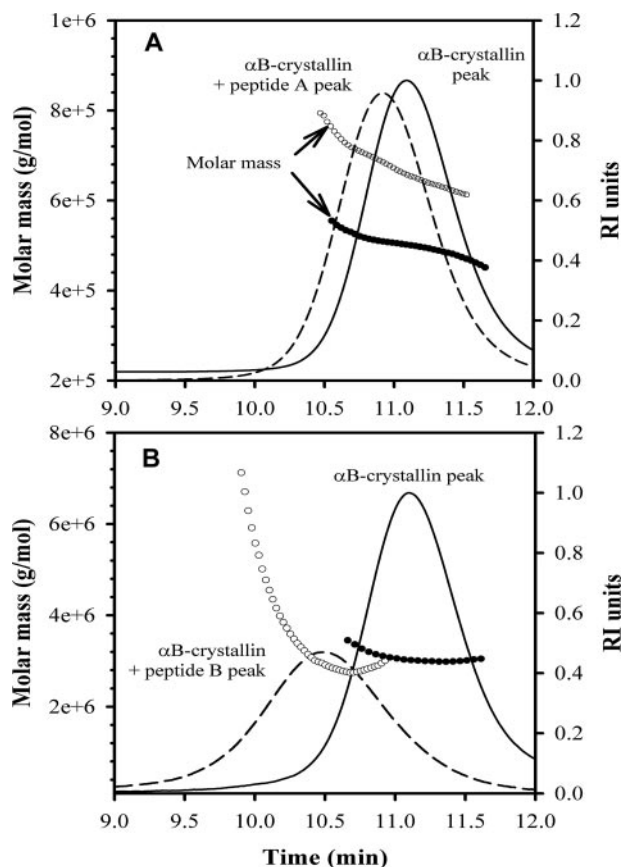 A
αB-crystallin
+ peptide A peak
αB-crystallin
peak
Molar mass
Molar mass (g/mol)
1e+6
8e+5
6e+5
4e+5
2e+5
RI units
1.2
1.0
0.8
0.6
0.4
0.2
0.0
9.0 9.5 10.0 10.5 11.0 11.5 12.0
B
αB-crystallin peak
αB-crystallin
+ peptide B peak
Molar mass (g/mol)
8e+6
6e+6
4e+6
2e+6
RI units
1.2
1.0
0.8
0.6
0.4
0.2
0.0
9.0 9.5 10.0 10.5 11.0 11.5 12.0
Time (min)